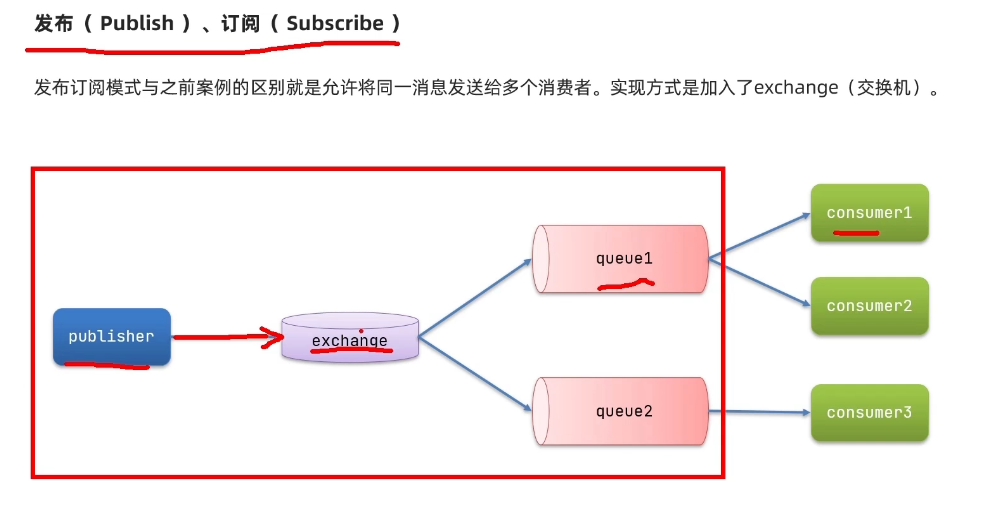 发布（ Publish ）、订阅（ Subscribe ）
发布订阅模式与之前案例的区别就是允许将同一消息发送给多个消费者。实现方式是加入了exchange（交换机）。
consumer1
queue1
consumer2
publisher
exchange
queue2
consumer3